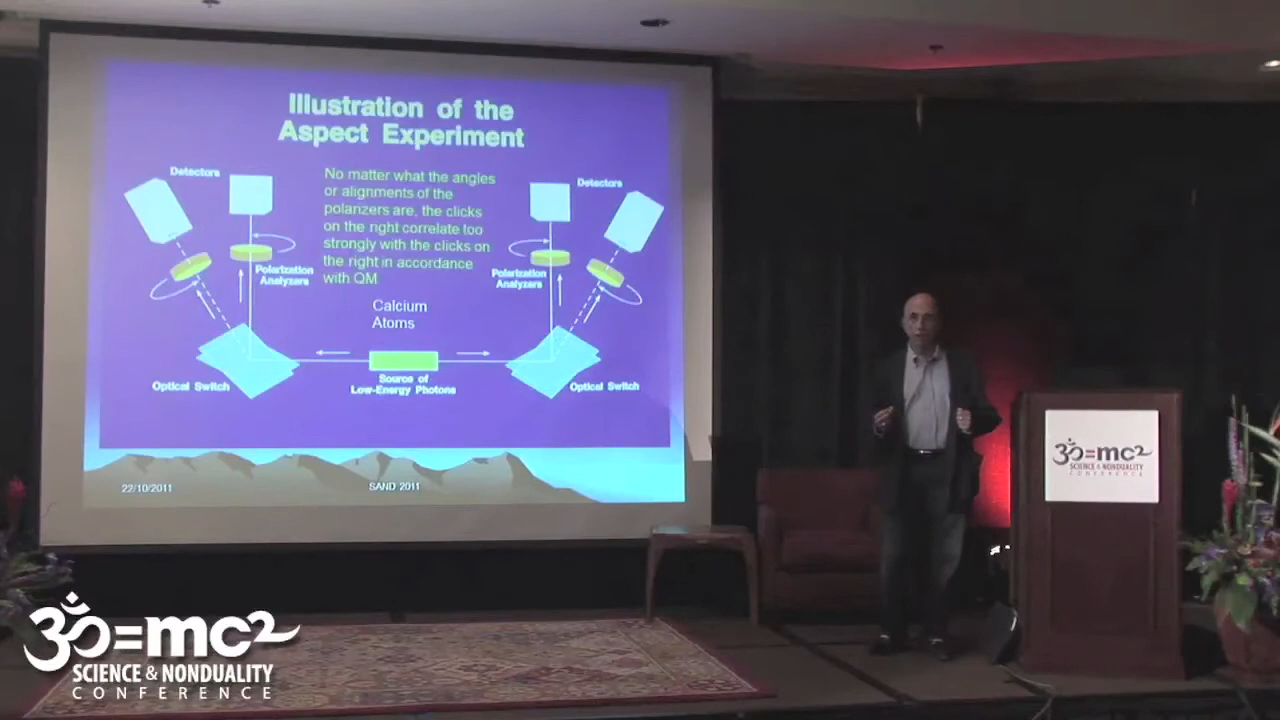 Illustration of the
Aspect Experiment
Detectors
Detectors
No matter what the angles
or alignments of the
polarizers are, the clicks
on the right correlate too
strongly with the clicks on
the right in accordance
with QM
Polarization
Analyzers
Polarization
Analyzers
Calcium
Atoms
Optical Switch
Source of
Low-Energy Photons
Optical Switch
22/10/2011
SAND 2011
ॐ=mc2
SCIENCE & NONDUALITY
CONFERENCE
ॐ=mc2
SCIENCE & NONDUALITY
CONFERENCE